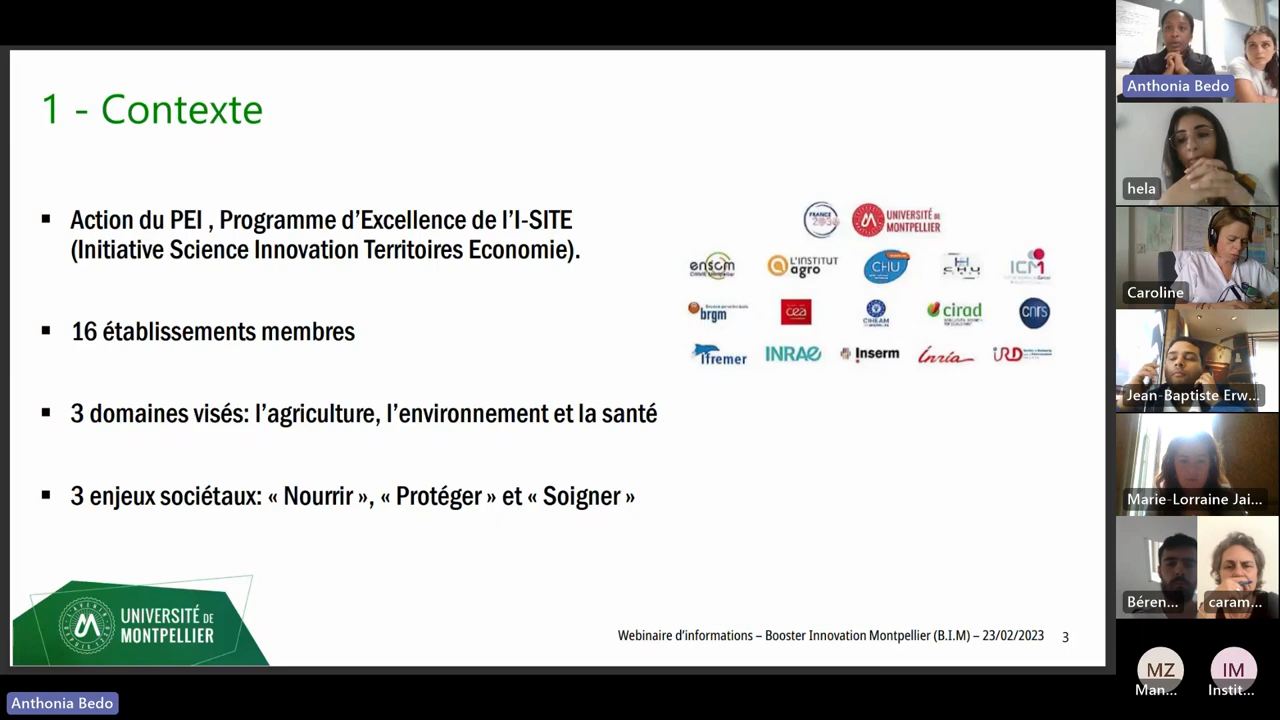 1 - Contexte
Action du PEI , Programme d’Excellence de l’I-SITE
(Initiative Science Innovation Territoires Economie).
16 établissements membres
3 domaines visés: l’agriculture, l’environnement et la santé
3 enjeux sociétaux: « Nourrir », « Protéger » et « Soigner »
FRANCE
UNIVERSITÉ DE
MONTPELLIER
enscm
L'INSTITUT
agro
CHU
ICM
brgm
cea
CIHEAM
cirad
cnrs
Ifremer
INRAE
Inserm
Inria
IRD
UNIVERSITÉ DE
MONTPELLIER
Webinaire d’informations – Booster Innovation Montpellier (B.I.M) – 23/02/2023
3
Anthonia Bedo
Anthonia Bedo
hela
Caroline
Jean-Baptiste Erw...
Marie-Lorraine Jai...
Béren...
caram...
MZ
Man...
IM
Instit...